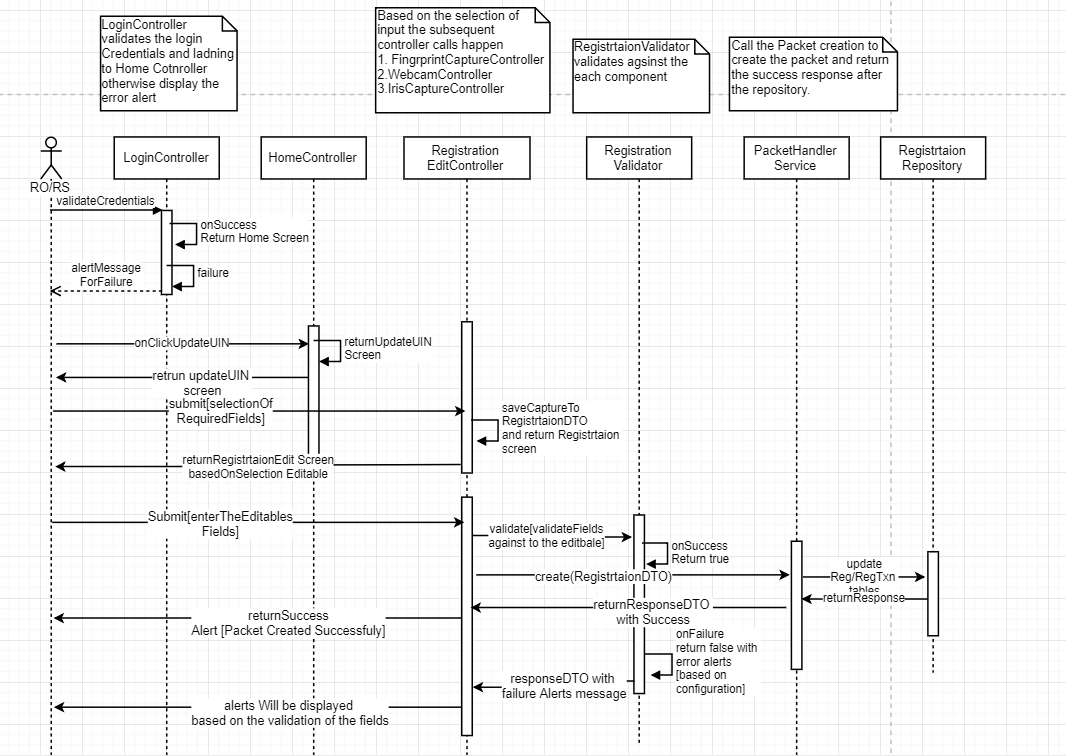 LoginController
validates the login
Credentials and ladning
to Home Cotnroller
otherwise display the
error alert
Based on the selection of
input the subsequent
controller calls happen
1. FingrprintCaptureController
2.WebcamController
3.IrisCaptureController
RegistrtaionValidator
validates agsinst the
each component
Call the Packet creation to
create the packet and return
the success response after
the repository.
RO/RS
LoginController
HomeController
Registration
EditController
Registration
Validator
PacketHandler
Service
Registrtaion
Repository
validateCredentials
onSuccess
Return Home Screen
failure
alertMessage
ForFailure
onClickUpdateUIN
returnUpdateUIN
Screen
retrun updateUIN
screen
submit[selectionOf
RequiredFields]
saveCaptureTo
RegistrtaionDTO
and return Registrtaion
screen
returnRegistrtaionEdit Screen
basedOnSelection Editable
Submit[enterTheEditables
Fields]
validate[validateFields
against to the editbale]
onSuccess
Return true
create(RegistrtaionDTO)
update
Reg/RegTxn
tables
returnResponse
returnResponseDTO
with Success
returnSuccess
Alert [Packet Created Successfuly]
onFailure
return false with
error alerts
[based on
configuration]
responseDTO with
failure Alerts message
alerts Will be displayed
based on the validation of the fields